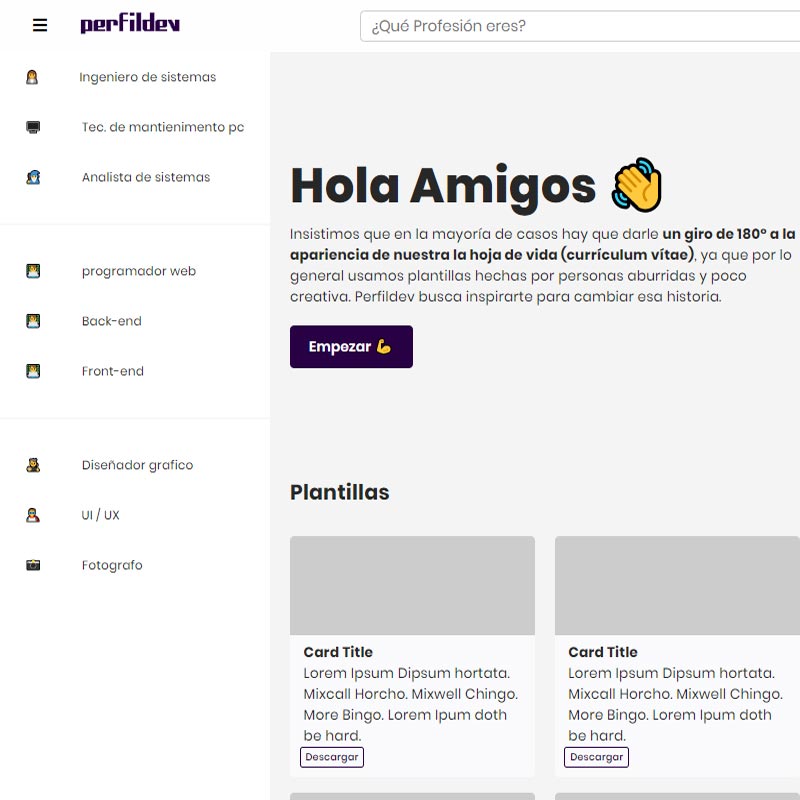 perfildev
¿Qué Profesión eres?
Ingeniero de sistemas
Tec. de mantienimento pc
Analista de sistemas
programador web
Back-end
Front-end
Diseñador grafico
UI / UX
Fotografo
Hola Amigos 👋
Insistimos que en la mayoría de casos hay que darle un giro de 180° a la
apariencia de nuestra la hoja de vida (currículum vítae), ya que por lo
general usamos plantillas hechas por personas aburridas y poco
creativa. Perfildev busca inspirarte para cambiar esa historia.
Empezar 💪
Plantillas
Card Title
Lorem Ipsum Dipsum hortata.
Mixcall Horcho. Mixwell Chingo.
More Bingo. Lorem Ipum doth
be hard.
Descargar
Card Title
Lorem Ipsum Dipsum hortata.
Mixcall Horcho. Mixwell Chingo.
More Bingo. Lorem Ipum doth
be hard.
Descargar